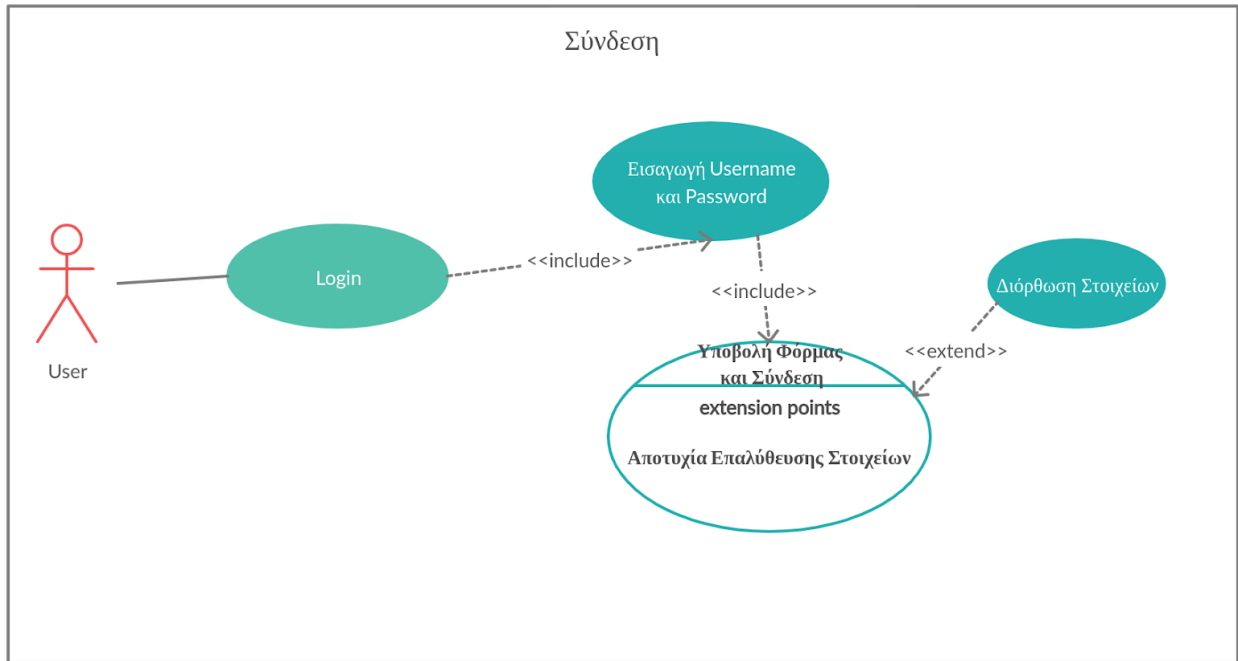 Σύνδεση
Εισαγωγή Username
και Password
<<include>>
Login
<<include>>
Διόρθωση Στοιχείων
<<extend>>
User
Υποβολή Φόρμας
και Σύνδεση
extension points
Αποτυχία Επαλύθευσης Στοιχείων